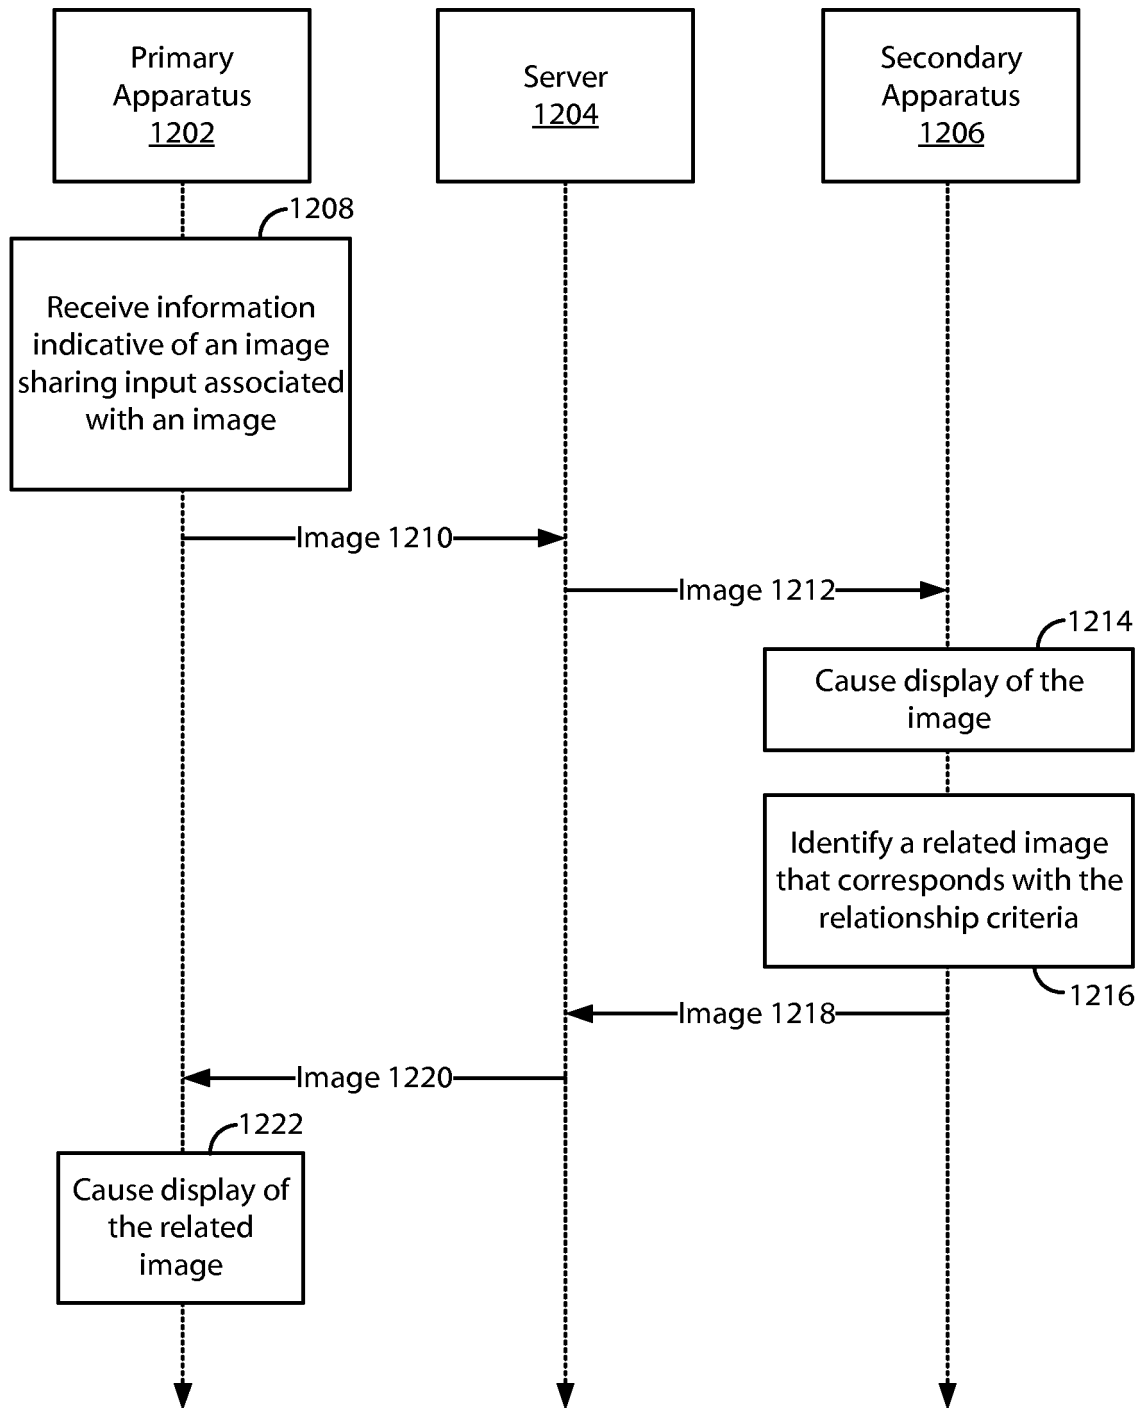 Primary
Apparatus
1202
Server
1204
Secondary
Apparatus
1206
1208
Receive information
indicative of an image
sharing input associated
with an image
Image 1210
Image 1212
1214
Cause display of the
image
Identify a related image
that corresponds with the
relationship criteria
1216
Image 1218
Image 1220
1222
Cause display of
the related
image